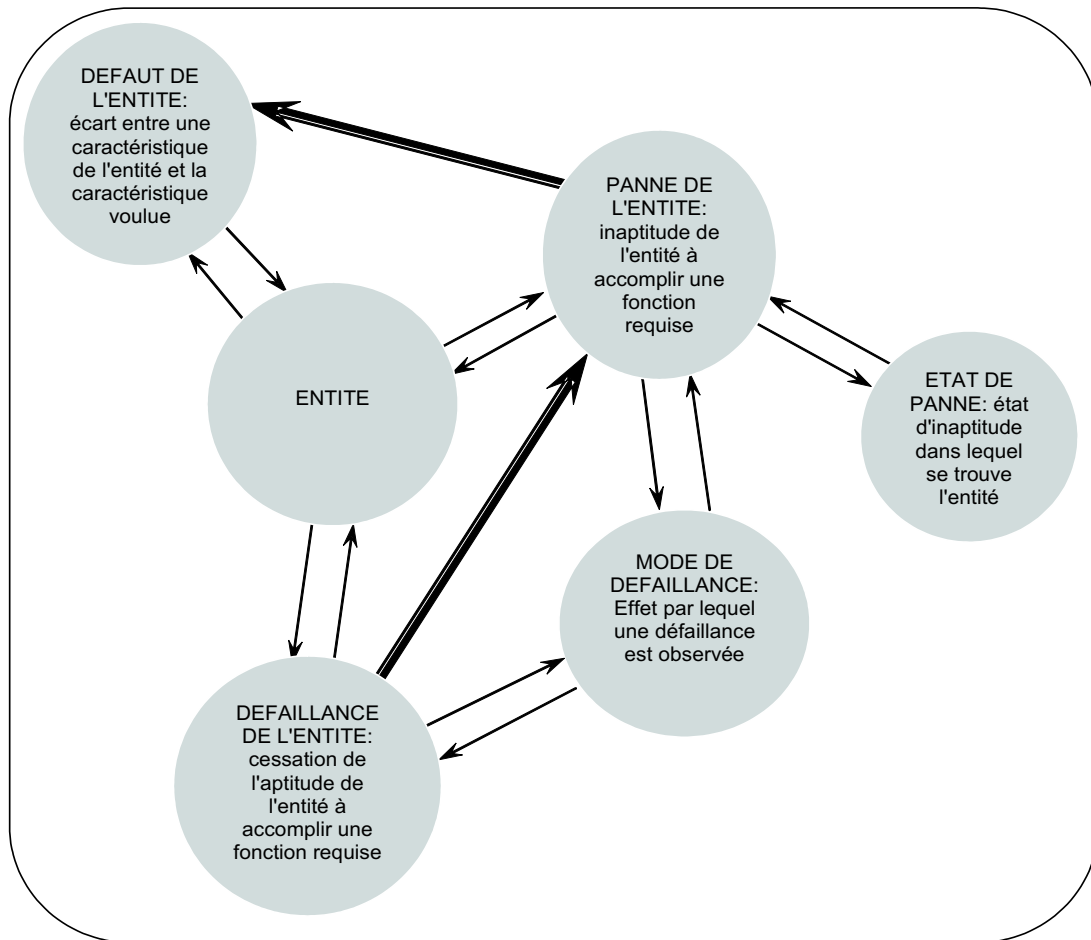 DEFAUT DE
L'ENTITE:
écart entre une
caractéristique
de l'entité et la
caractéristique
voulue
PANNE DE
L'ENTITE:
inaptitude de
l'entité à
accomplir une
fonction
requise
ENTITE
ETAT DE
PANNE: état
d'inaptitude
dans lequel
se trouve
l'entité
MODE DE
DEFAILLANCE:
Effet par lequel
une défaillance
est observée
DEFAILLANCE
DE L'ENTITE:
cessation de
l'aptitude de
l'entité à
accomplir une
fonction requise